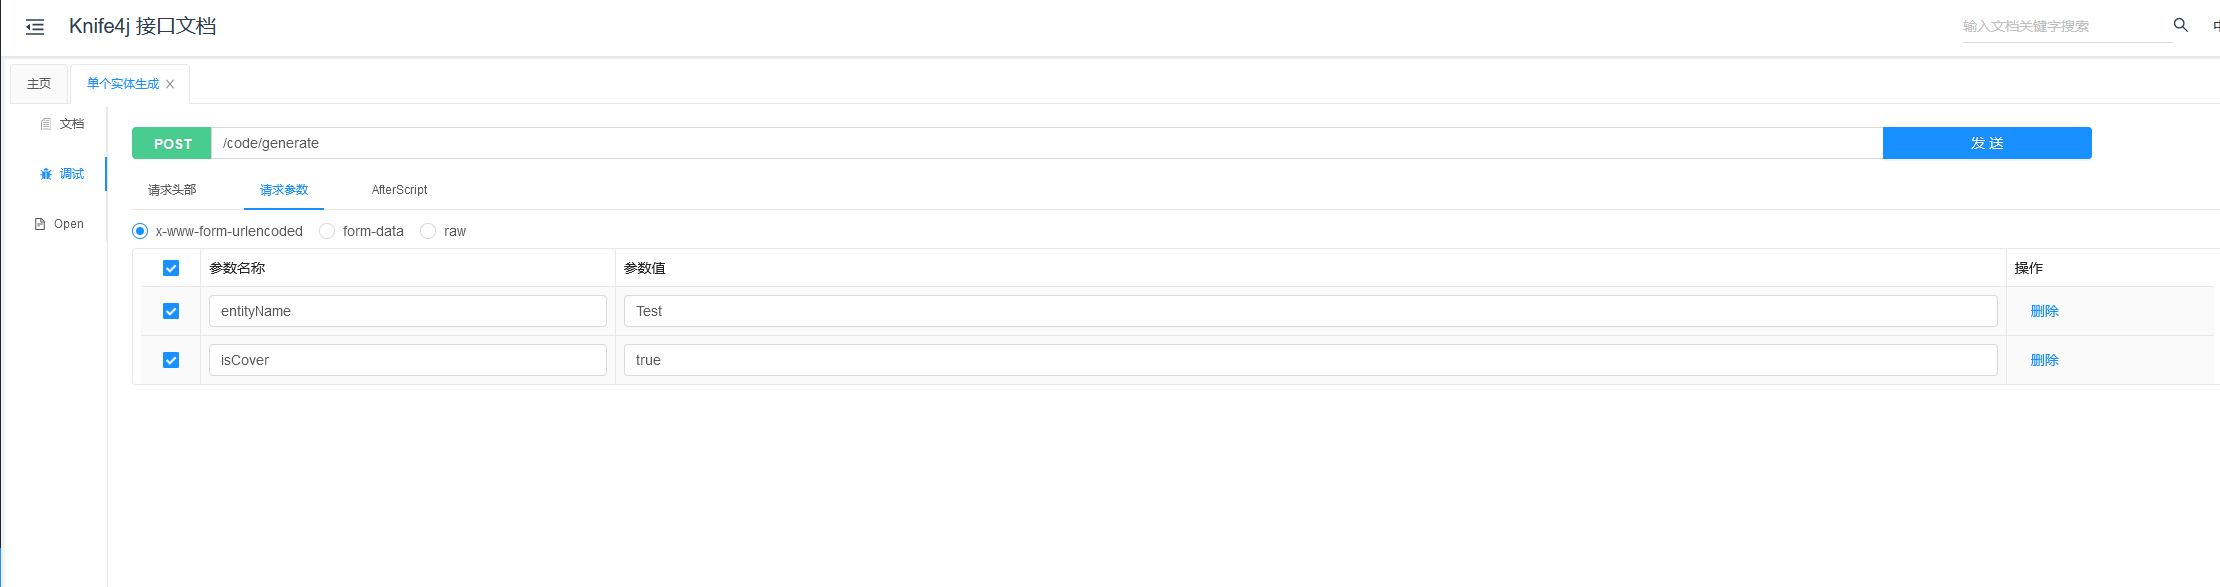 Knife4j 接口文档
输入文档关键字搜索
主页 单个实体生成
文档
调试
Open
POST /code/generate 发 送
请求头部 请求参数 AfterScript
x-www-form-urlencoded form-data raw
参数名称 参数值 操作
entityName Test 删除
isCover true 删除